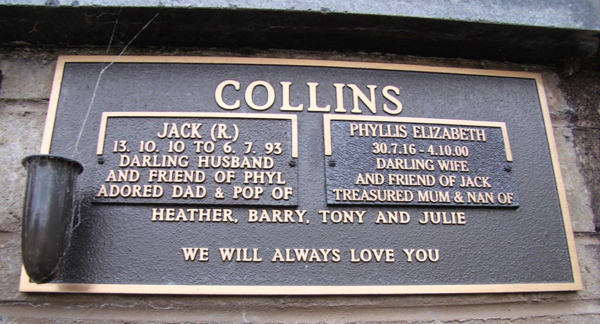 COLLINS
JACK (R.)
13. 10. 10 TO 6. 7. 93
DARLING HUSBAND
AND FRIEND OF PHYL
ADORED DAD & POP OF
PHYLLIS ELIZABETH
30.7.16 - 4.10.00
DARLING WIFE
AND FRIEND OF JACK
TREASURED MUM & NAN OF
HEATHER, BARRY, TONY AND JULIE
WE WILL ALWAYS LOVE YOU